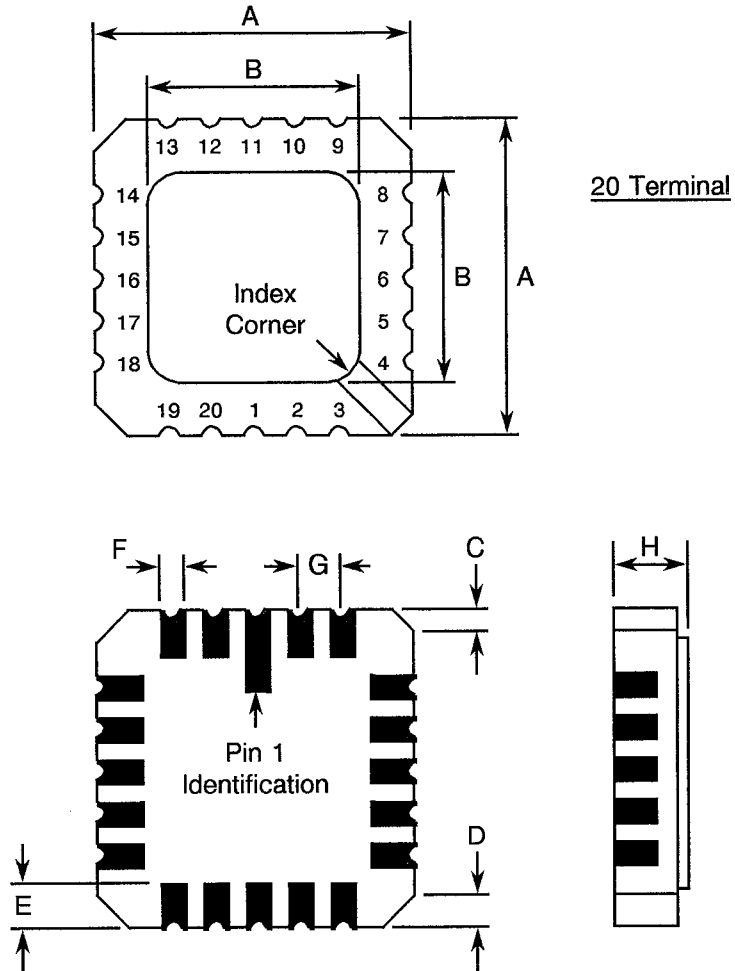 A
B
13 12 11 10 9
20 Terminal
14 8
15 7
16 6
17 5
18 4
B
A
Index
Corner
19 20 1 2 3
F
G
C
H
Pin 1
Identification
D
E